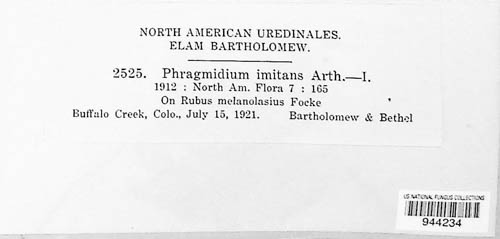 NORTH AMERICAN UREDINALES.
ELAM BARTHOLOMEW.
2525. Phragmidium imitans Arth.—I.
1912 : North Am. Flora 7 : 165
On Rubus melanolasius Focke
Buffalo Creek, Colo., July 15, 1921. Bartholomew & Bethel
US NATIONAL FUNGUS COLLECTIONS
944234